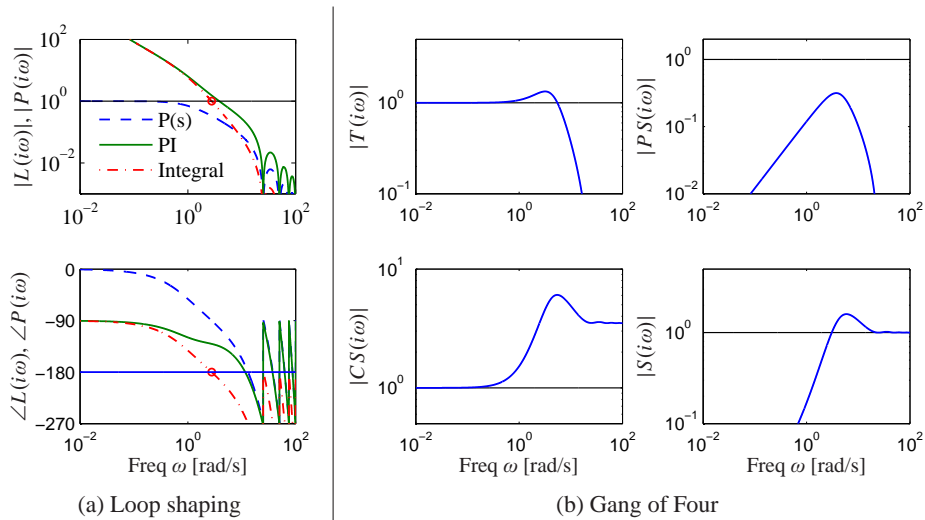 |L(iω)|, |P(iω)|
10^2
10^0
10^-2
P(s)
PI
Integral
10^-2 10^0 10^2
∠L(iω), ∠P(iω)
0
-90
-180
-270
10^-2 10^0 10^2
Freq ω [rad/s]
(a) Loop shaping
|T(iω)|
10^0
10^-1
10^-2 10^0 10^2
|PS(iω)|
10^0
10^-1
10^-2
10^-2 10^0 10^2
|CS(iω)|
10^1
10^0
10^-2 10^0 10^2
Freq ω [rad/s]
|S(iω)|
10^0
10^-1
10^-2 10^0 10^2
Freq ω [rad/s]
(b) Gang of Four